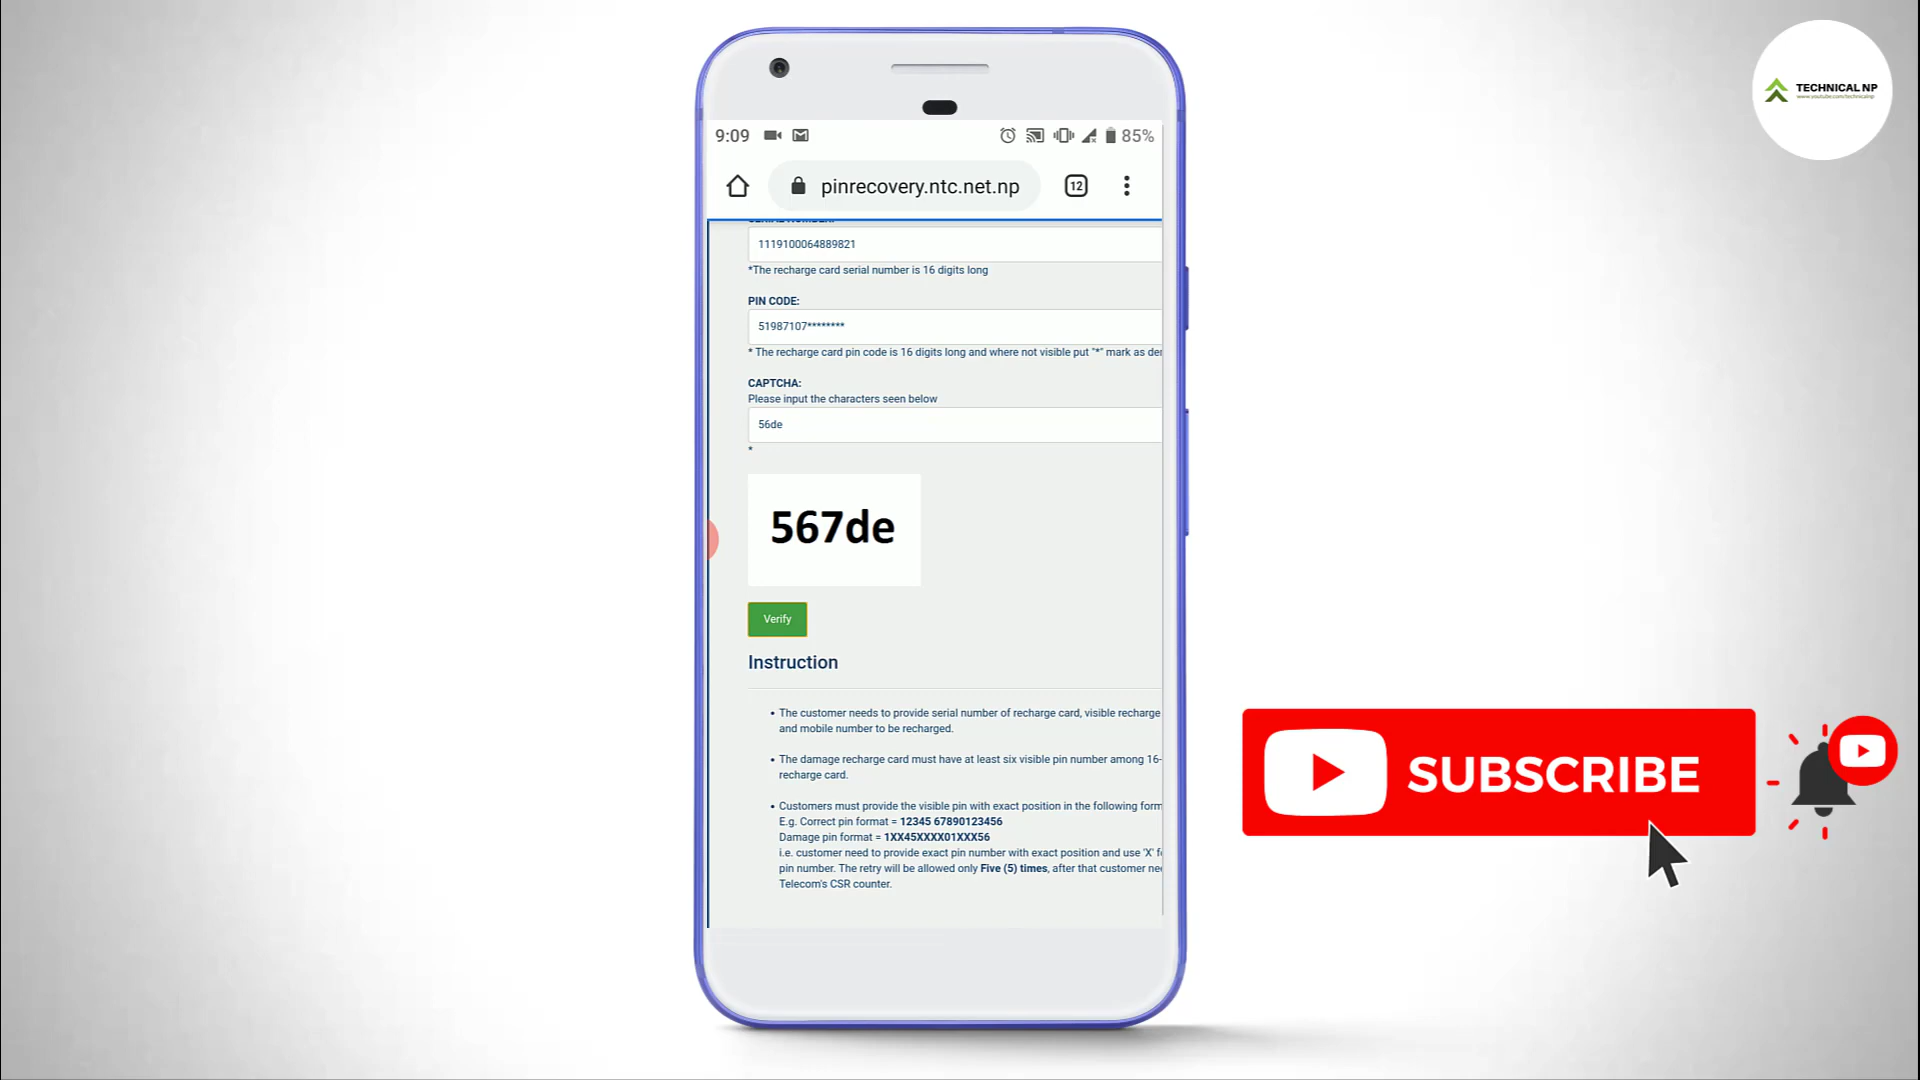 TECHNICAL NP
www.youtube.com/technicalnp
9:09
85%
pinrecovery.ntc.net.np
12
1119100064889821
*The recharge card serial number is 16 digits long
PIN CODE:
51987107********
* The recharge card pin code is 16 digits long and where not visible put "*" mark as
CAPTCHA:
Please input the characters seen below
56de
*
567de
Verify
Instruction
• The customer needs to provide serial number of recharge card, visible recharge
and mobile number to be recharged.
• The damage recharge card must have at least six visible pin number among 16-
recharge card.
• Customers must provide the visible pin with exact position in the following
E.g. Correct pin format = 12345 67890123456
Damage pin format = 1XX45XXXX01XXX56
i.e. customer need to provide exact pin number with exact position and use 'X'
pin number. The retry will be allowed only Five (5) times, after that customer
Telecom's CSR counter.
SUBSCRIBE